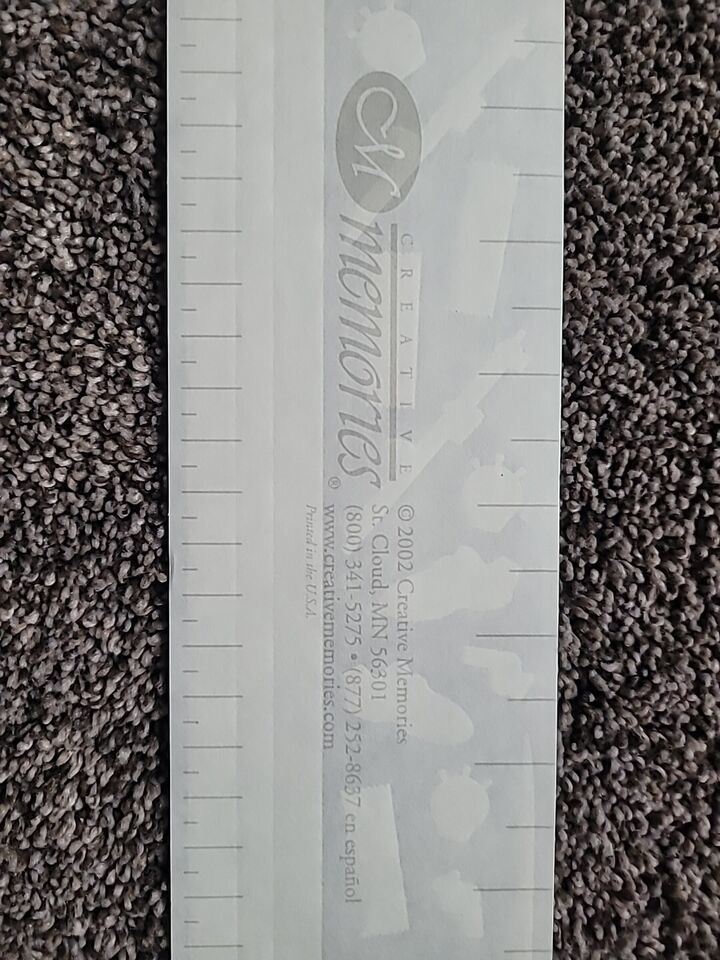 CM
CREATIVE
memories®
© 2002 Creative Memories
St. Cloud, MN 56301
(800) 341-5275 • (877) 252-8637 en español
www.creativememories.com
Printed in the U.S.A.